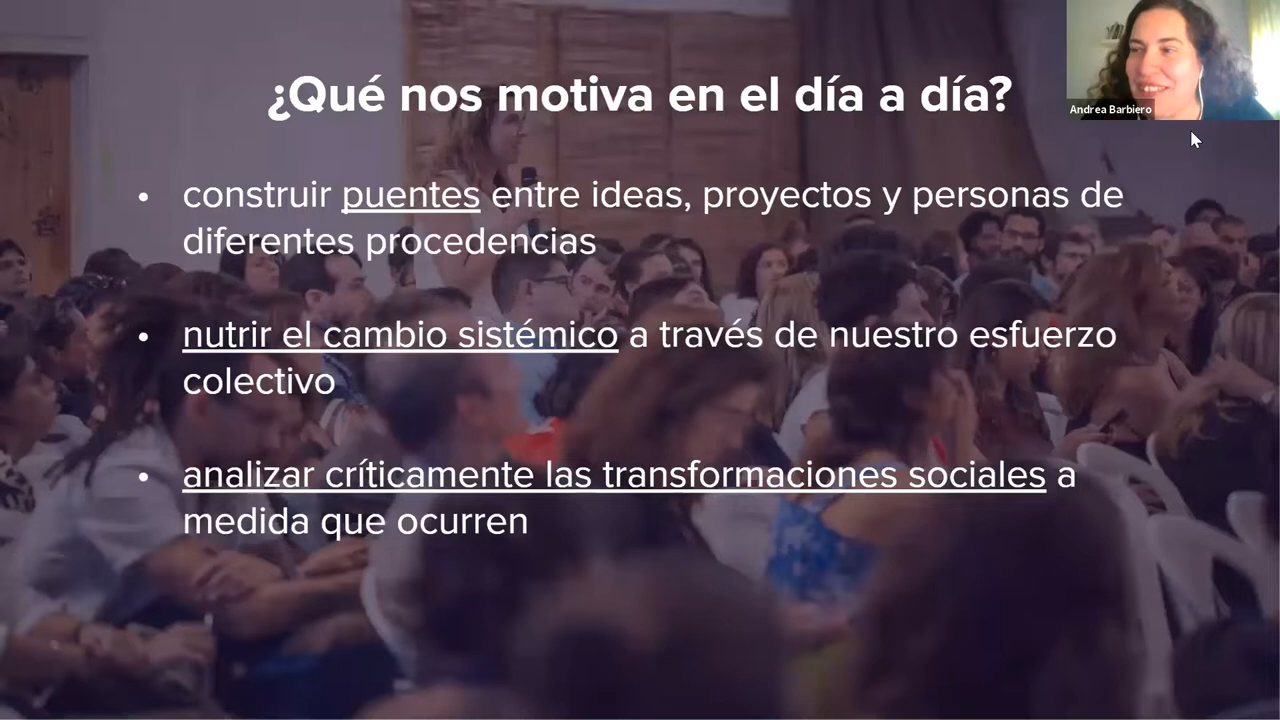 ¿Qué nos motiva en el día a día?
Andrea Barbiero
• construir puentes entre ideas, proyectos y personas de
diferentes procedencias
• nutrir el cambio sistémico a través de nuestro esfuerzo
colectivo
• analizar críticamente las transformaciones sociales a
medida que ocurren